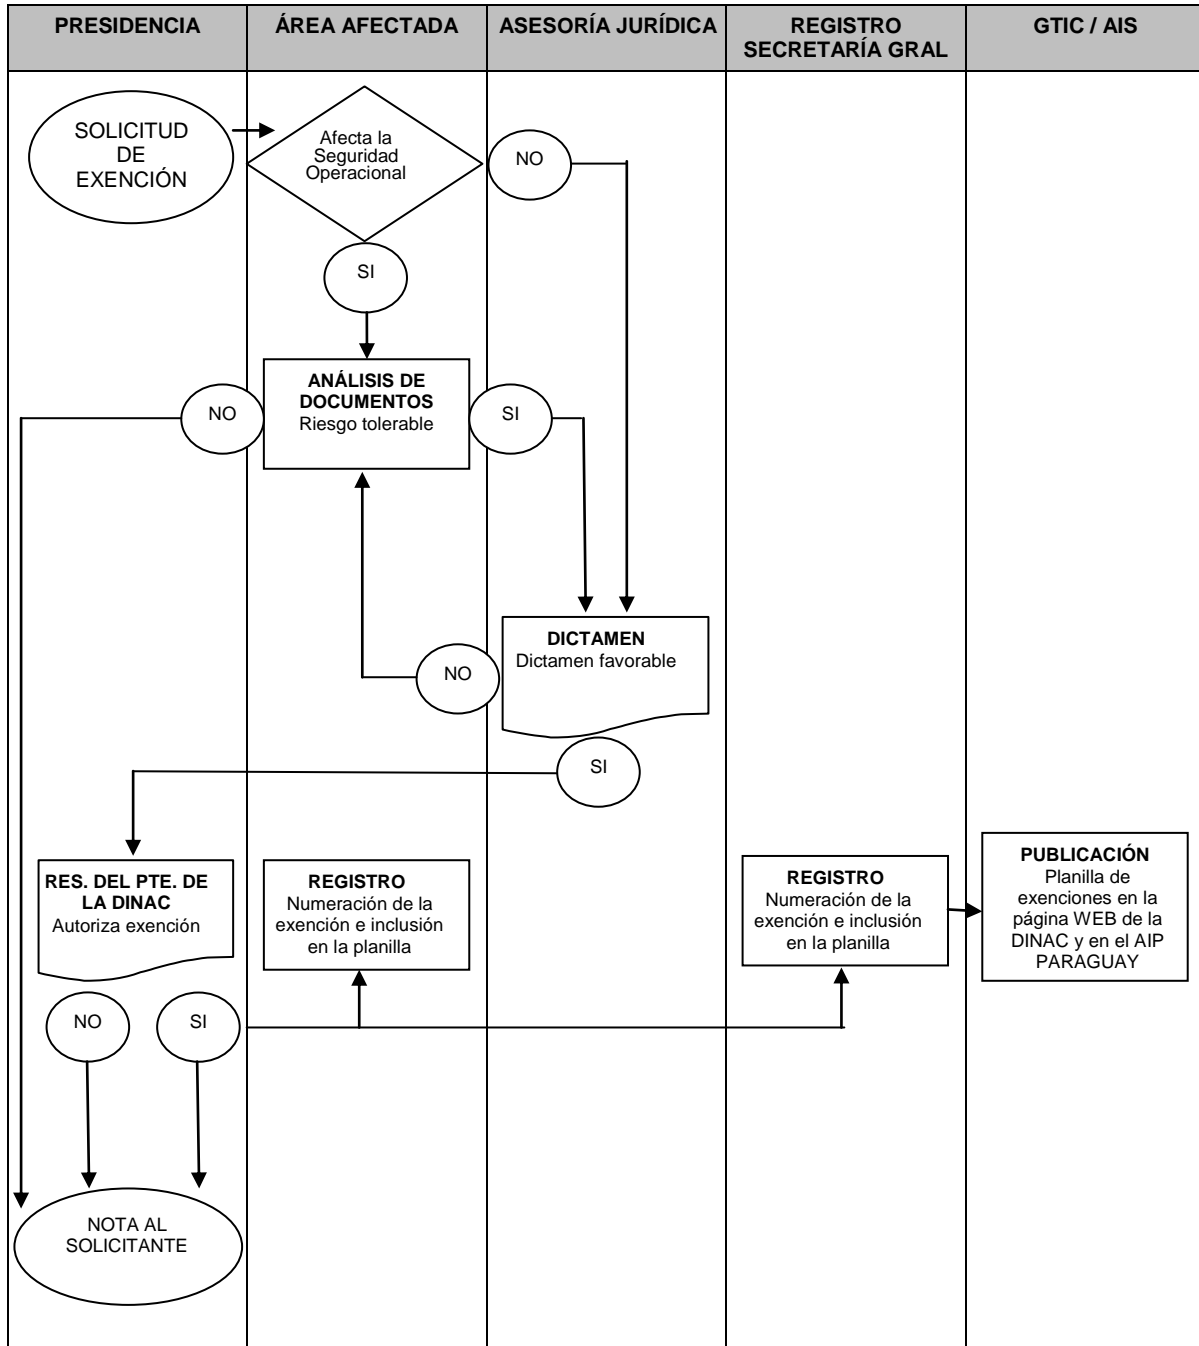 PRESIDENCIA
ÁREA AFECTADA
ASESORÍA JURÍDICA
REGISTRO
SECRETARÍA GRAL
GTIC / AIS
SOLICITUD
DE
EXENCIÓN
Afecta la
Seguridad
Operacional
NO
SI
ANÁLISIS DE
DOCUMENTOS
Riesgo tolerable
NO
SI
DICTAMEN
Dictamen favorable
NO
SI
RES. DEL PTE. DE
LA DINAC
Autoriza exención
REGISTRO
Numeración de la
exención e inclusión
en la planilla
REGISTRO
Numeración de la
exención e inclusión
en la planilla
PUBLICACIÓN
Planilla de
exenciones en la
página WEB de la
DINAC y en el AIP
PARAGUAY
NO
SI
NOTA AL
SOLICITANTE